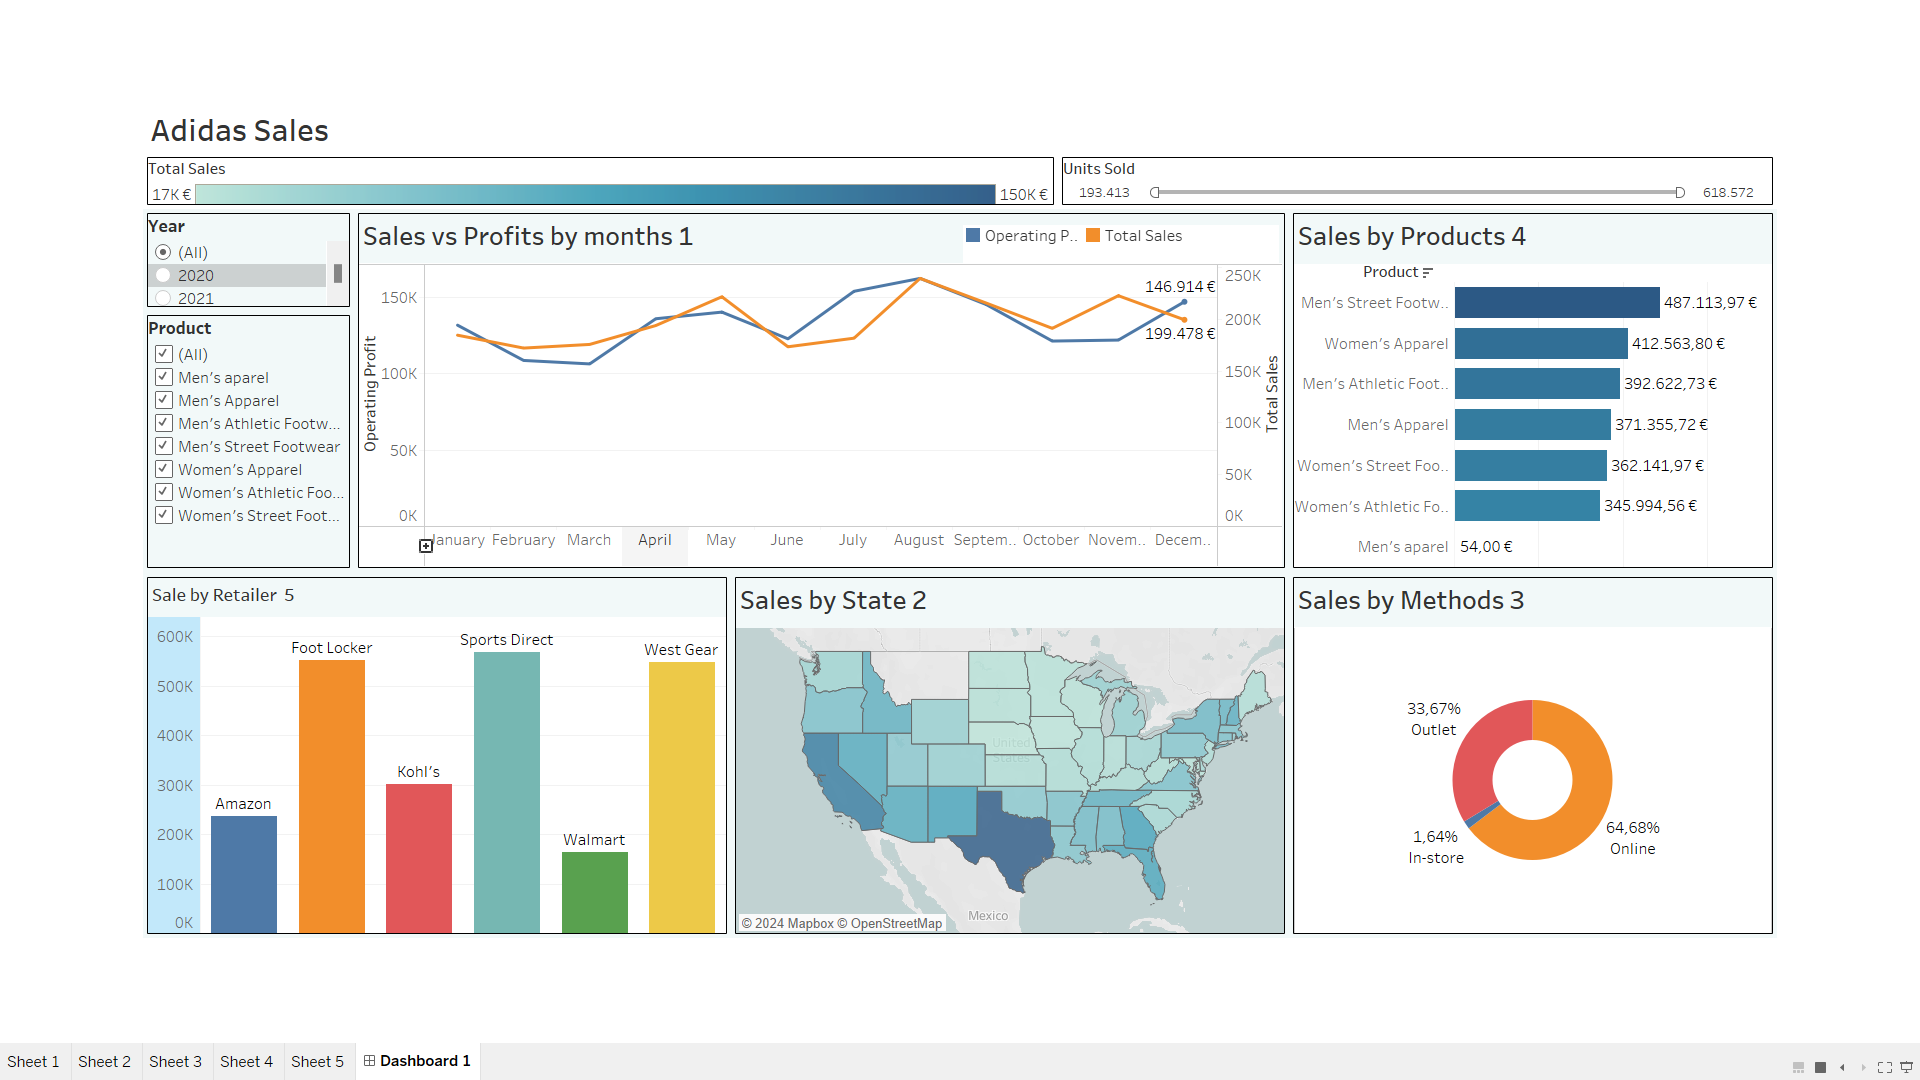 Adidas Sales
Total Sales
17K €
150K €
Units Sold
193.413
618.572
Year
(All)
2020
2021
Product
(All)
Men's aparel
Men's Apparel
Men's Athletic Footw...
Men's Street Footwear
Women's Apparel
Women's Athletic Foo...
Women's Street Foot...
Sales vs Profits by months 1
Operating P..
Total Sales
Operating Profit
150K
100K
50K
0K
146.914 €
199.478 €
250K
200K
150K
100K
50K
0K
Total Sales
January February March April May June July August Septem.. October Novem.. Decem..
Sales by Products 4
Product
Men's Street Footw.. 487.113,97 €
Women's Apparel 412.563,80 €
Men's Athletic Foot.. 392.622,73 €
Men's Apparel 371.355,72 €
Women's Street Foo.. 362.141,97 €
Women's Athletic Fo.. 345.994,56 €
Men's aparel 54,00 €
Sale by Retailer 5
600K
500K
400K
300K
200K
100K
0K
Amazon
Foot Locker
Kohl's
Sports Direct
Walmart
West Gear
Sales by State 2
United
States
Mexico
© 2024 Mapbox © OpenStreetMap
Sales by Methods 3
33,67%
Outlet
1,64%
In-store
64,68%
Online
Sheet 1
Sheet 2
Sheet 3
Sheet 4
Sheet 5
Dashboard 1